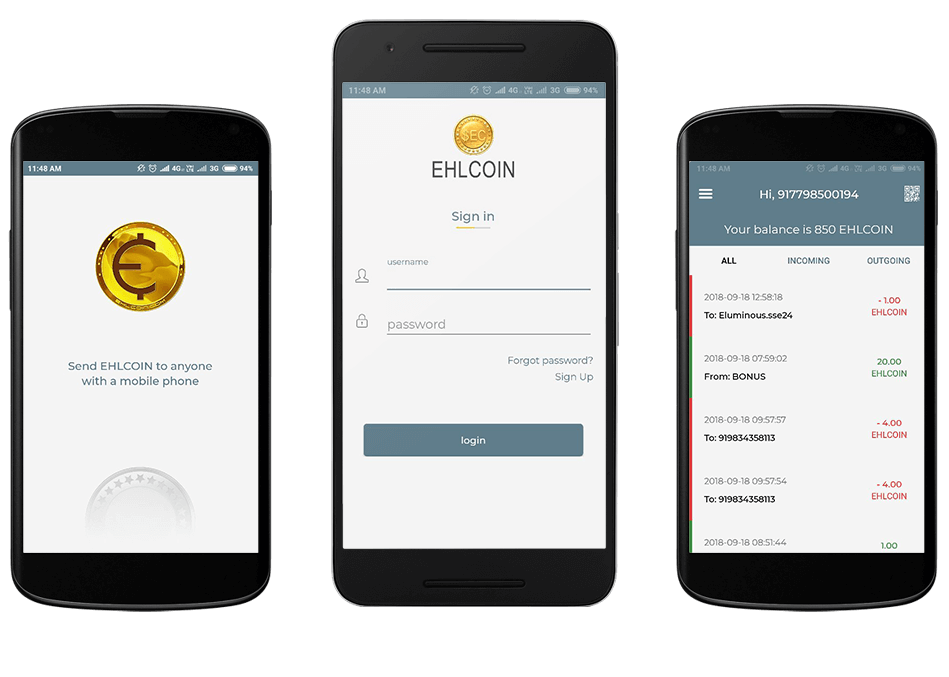 11:48 AM 4G 3G 94%
Send EHLCOIN to anyone
with a mobile phone
11:48 AM 4G 3G 94%
EHLCOIN
Sign in
username
password
Forgot password?
Sign Up
login
11:48 AM 4G 3G 94%
Hi, 917798500194
Your balance is 850 EHLCOIN
ALL INCOMING OUTGOING
2018-09-18 12:58:18 - 1.00
To: Eluminous.sse24 EHLCOIN
2018-09-18 07:59:02 20.00
From: BONUS EHLCOIN
2018-09-18 09:57:57 - 4.00
To: 919834358113 EHLCOIN
2018-09-18 09:57:54 - 4.00
To: 919834358113 EHLCOIN
2018-09-18 08:51:44 1.00